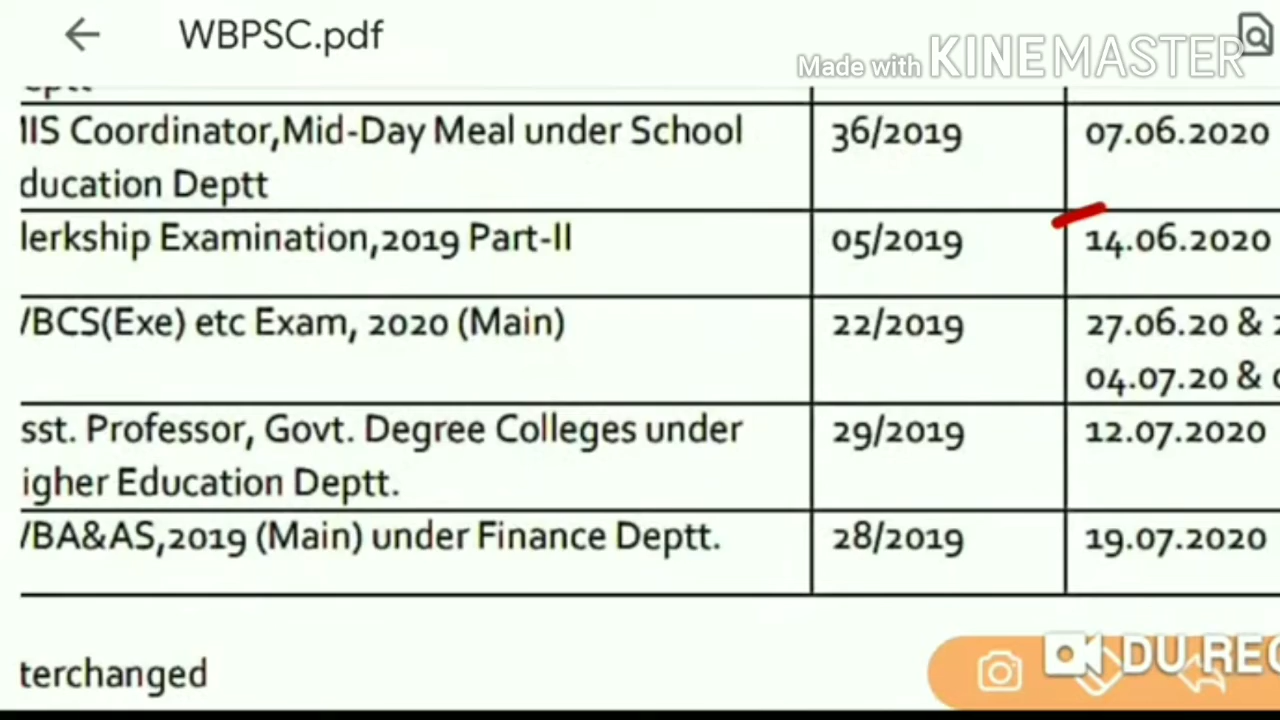 WBPSC.pdf
Made with KINEMASTER
IIS Coordinator,Mid-Day Meal under School 36/2019 07.06.2020
ducation Deptt
lerkship Examination,2019 Part-II 05/2019 14.06.2020
/BCS(Exe) etc Exam, 2020 (Main) 22/2019 27.06.20 &
04.07.20 &
sst. Professor, Govt. Degree Colleges under 29/2019 12.07.2020
igher Education Deptt.
/BA&AS,2019 (Main) under Finance Deptt. 28/2019 19.07.2020
terchanged
DU REC